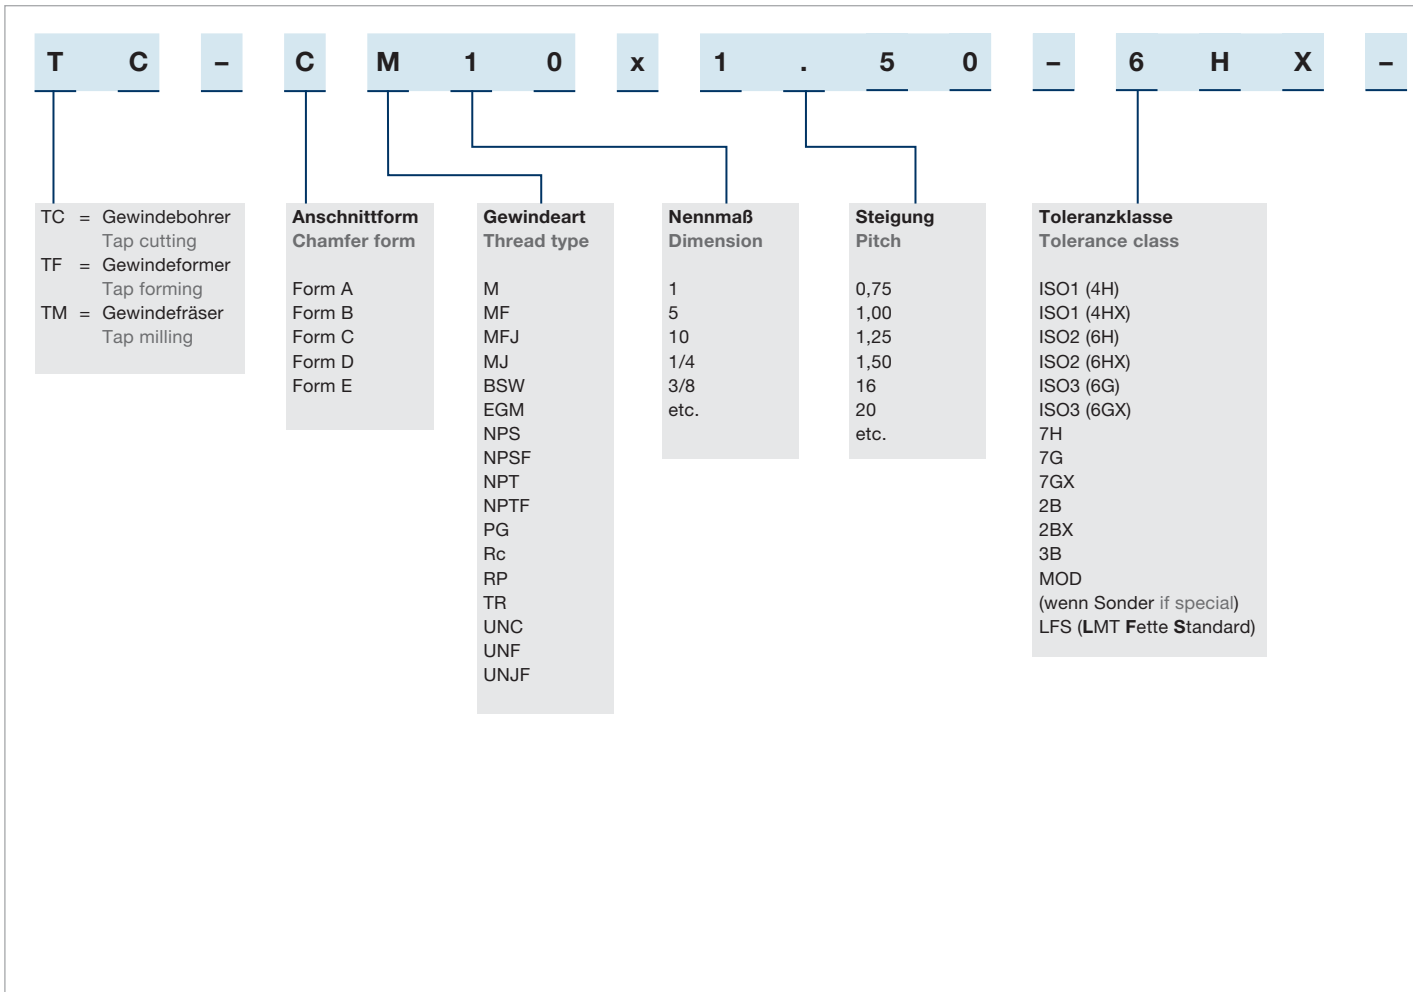 T C – C M 1 0 x 1 . 5 0 – 6 H X –
TC = Gewindebohrer
Tap cutting
TF = Gewindeformer
Tap forming
TM = Gewindefräser
Tap milling
Anschnittform
Chamfer form
Form A
Form B
Form C
Form D
Form E
Gewindeart
Thread type
M
MF
MFJ
MJ
BSW
EGM
NPS
NPSF
NPT
NPTF
PG
Rc
RP
TR
UNC
UNF
UNJF
Nennmaß
Dimension
1
5
10
1/4
3/8
etc.
Steigung
Pitch
0,75
1,00
1,25
1,50
16
20
etc.
Toleranzklasse
Tolerance class
ISO1 (4H)
ISO1 (4HX)
ISO2 (6H)
ISO2 (6HX)
ISO3 (6G)
ISO3 (6GX)
7H
7G
7GX
2B
2BX
3B
MOD
(wenn Sonder if special)
LFS (LMT Fette Standard)